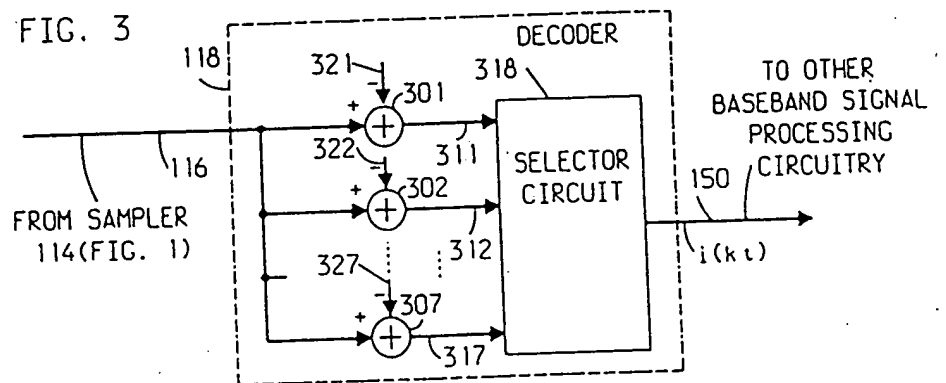 FIG. 3
DECODER
118
321
-
+
301
318
TO OTHER
BASEBAND SIGNAL
PROCESSING
CIRCUITRY
116
322
-
+
302
311
SELECTOR
CIRCUIT
150
FROM SAMPLER
114(FIG. 1)
312
i(kt)
327
-
+
307
317